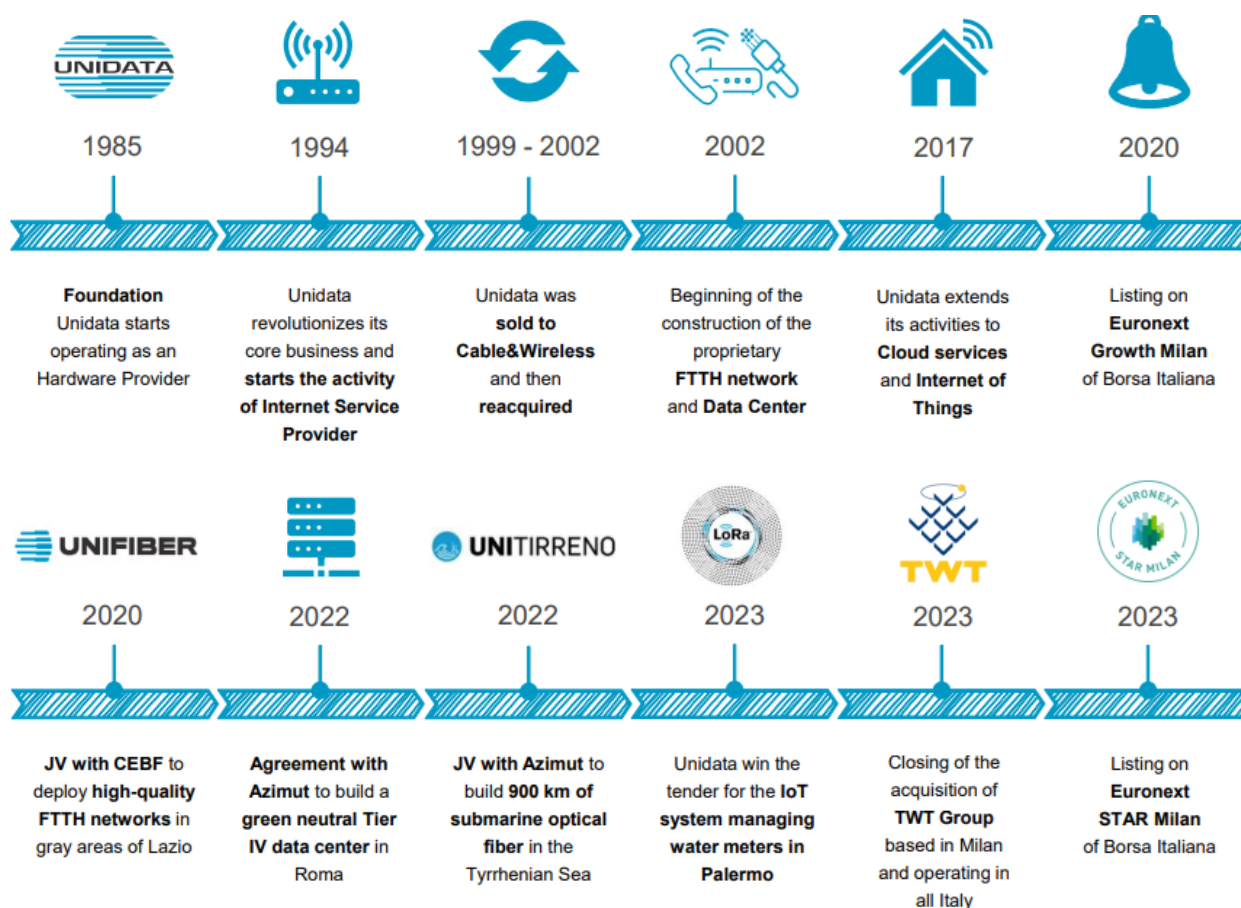 UNIDATA
1985
1994
1999 - 2002
2002
2017
2020
Foundation
Unidata starts
operating as an
Hardware Provider
Unidata
revolutionizes its
core business and
starts the activity
of Internet Service
Provider
Unidata was
sold to
Cable&Wireless
and then
reacquired
Beginning of the
construction of the
proprietary
FTTH network
and Data Center
Unidata extends
its activities to
Cloud services
and Internet of
Things
Listing on
Euronext
Growth Milan
of Borsa Italiana
UNIFIBER
UNITIRRENO
LoRa
TWT
EURONEXT
STAR MILAN
2020
2022
2022
2023
2023
2023
JV with CEBF to
deploy high-quality
FTTH networks in
gray areas of Lazio
Agreement with
Azimut to build a
green neutral Tier
IV data center in
Roma
JV with Azimut to
build 900 km of
submarine optical
fiber in the
Tyrrhenian Sea
Unidata win the
tender for the IoT
system managing
water meters in
Palermo
Closing of the
acquisition of
TWT Group
based in Milan
and operating in
all Italy
Listing on
Euronext
STAR Milan
of Borsa Italiana